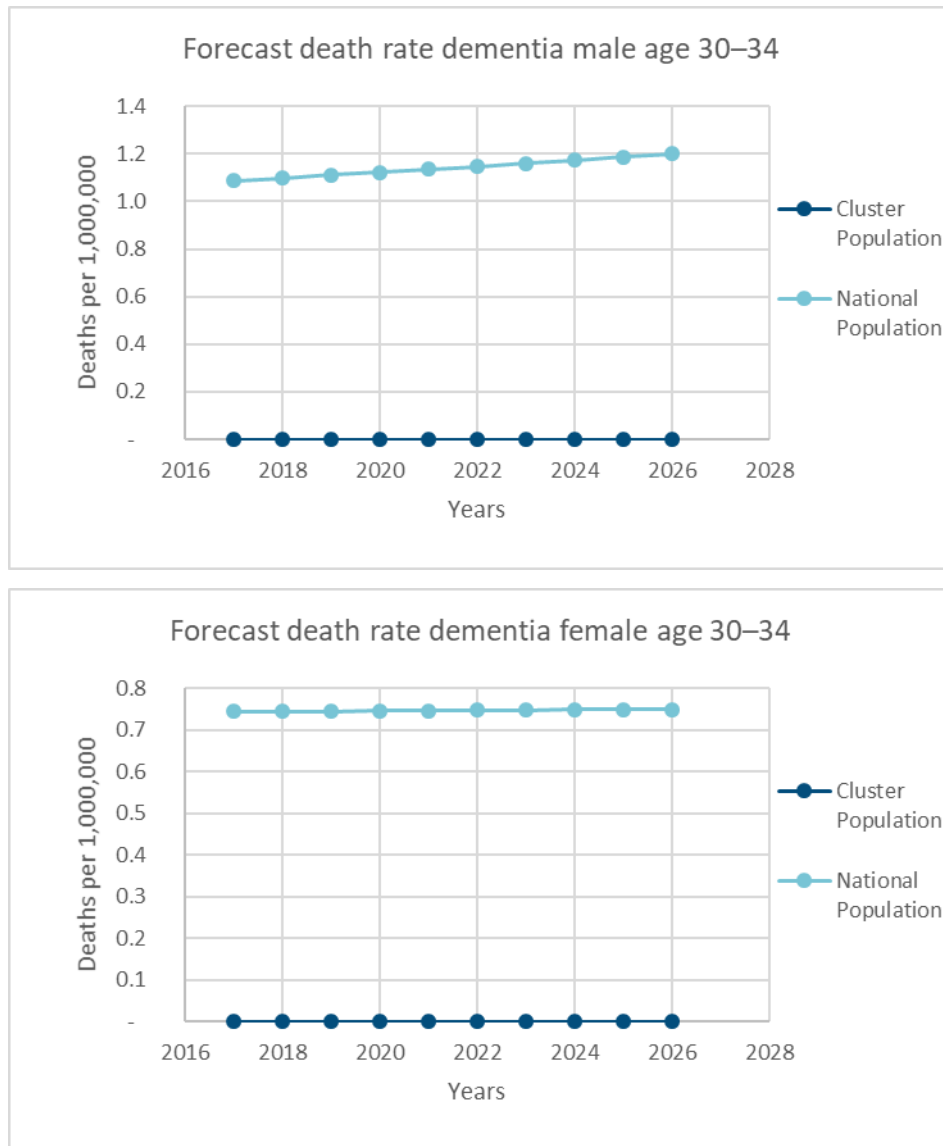 Forecast death rate dementia male age 30–34
1.4
1.2
1.0
0.8
0.6
0.4
0.2
-
Deaths per 1,000,000
2016 2018 2020 2022 2024 2026 2028
Years
Cluster
Population
National
Population
Forecast death rate dementia female age 30–34
0.8
0.7
0.6
0.5
0.4
0.3
0.2
0.1
-
Deaths per 1,000,000
2016 2018 2020 2022 2024 2026 2028
Years
Cluster
Population
National
Population